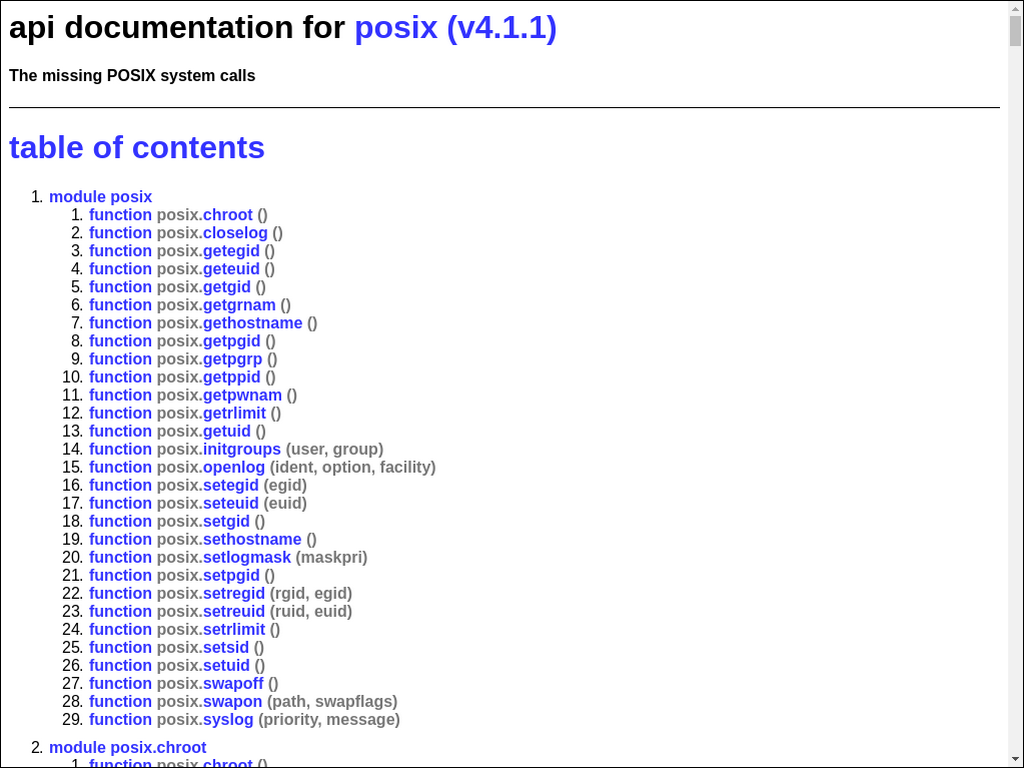 api documentation for posix (v4.1.1)
The missing POSIX system calls
table of contents
1. module posix
1. function posix.chroot ()
2. function posix.closelog ()
3. function posix.getegid ()
4. function posix.geteuid ()
5. function posix.getgid ()
6. function posix.getgrnam ()
7. function posix.gethostname ()
8. function posix.getpgid ()
9. function posix.getpgrp ()
10. function posix.getppid ()
11. function posix.getpwnam ()
12. function posix.getrlimit ()
13. function posix.getuid ()
14. function posix.initgroups (user, group)
15. function posix.openlog (ident, option, facility)
16. function posix.setegid (egid)
17. function posix.seteuid (euid)
18. function posix.setgid ()
19. function posix.sethostname ()
20. function posix.setlogmask (maskpri)
21. function posix.setpgid ()
22. function posix.setregid (rgid, egid)
23. function posix.setreuid (ruid, euid)
24. function posix.setrlimit ()
25. function posix.setsid ()
26. function posix.setuid ()
27. function posix.swapoff ()
28. function posix.swapon (path, swapflags)
29. function posix.syslog (priority, message)
2. module posix.chroot
1. function posix.chroot ()